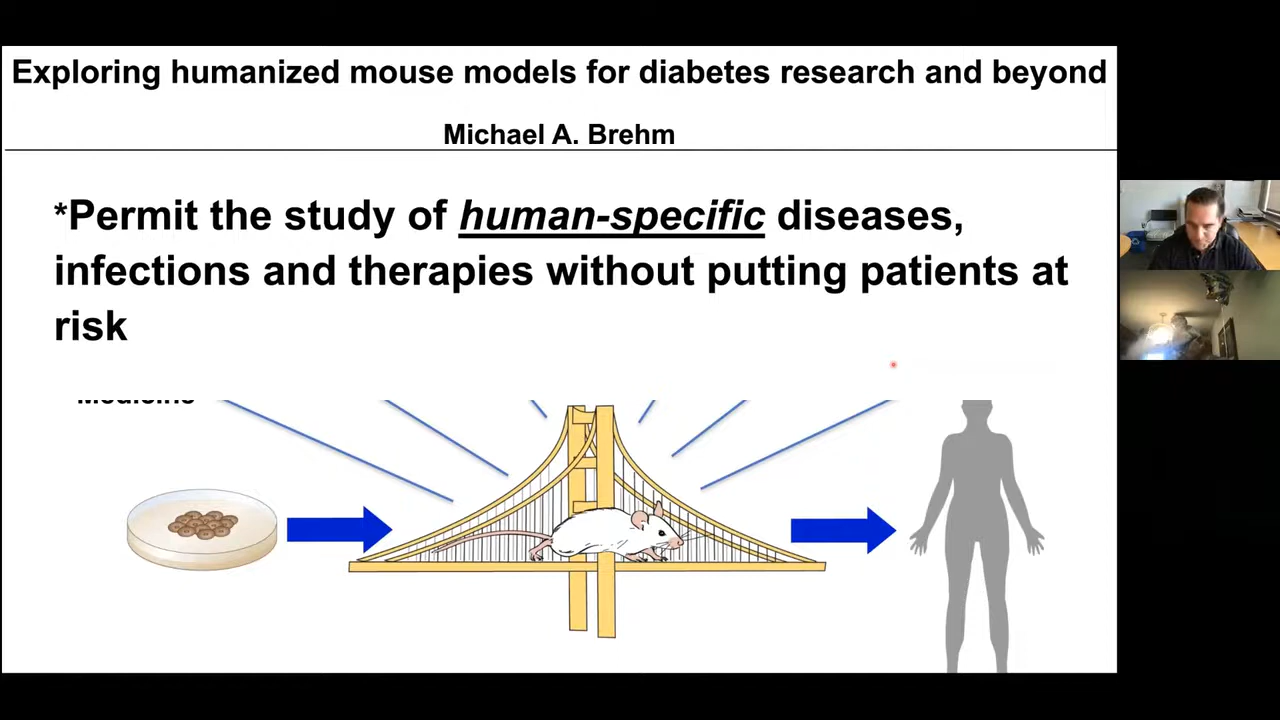 Exploring humanized mouse models for diabetes research and beyond
Michael A. Brehm
*Permit the study of human-specific diseases,
infections and therapies without putting patients at
risk
Medicine